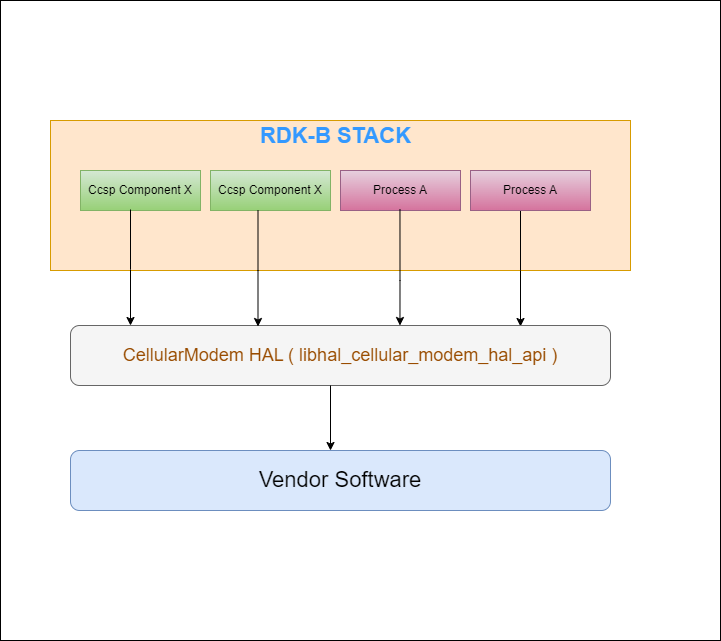 RDK-B STACK
Ccsp Component X
Ccsp Component X
Process A
Process A
CellularModem HAL ( libhal_cellular_modem_hal_api )
Vendor Software